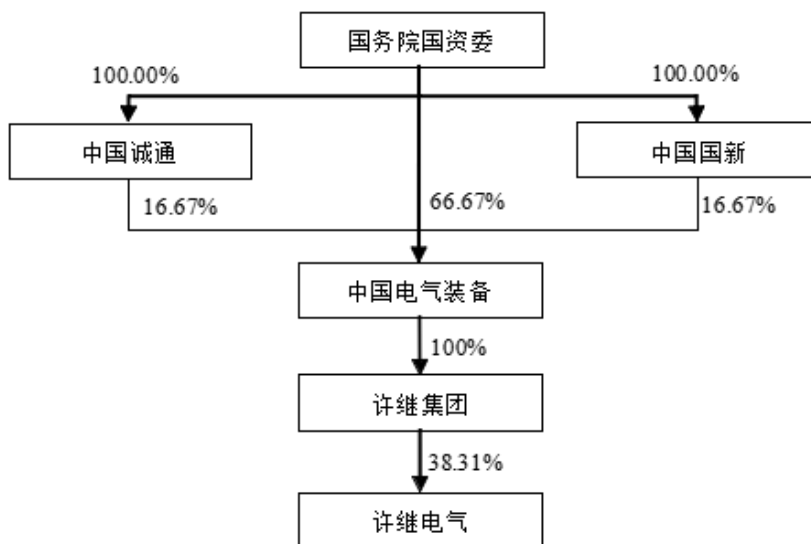 国务院国资委
100.00%
100.00%
中国诚通
中国国新
16.67%
66.67%
16.67%
中国电气装备
100%
许继集团
38.31%
许继电气